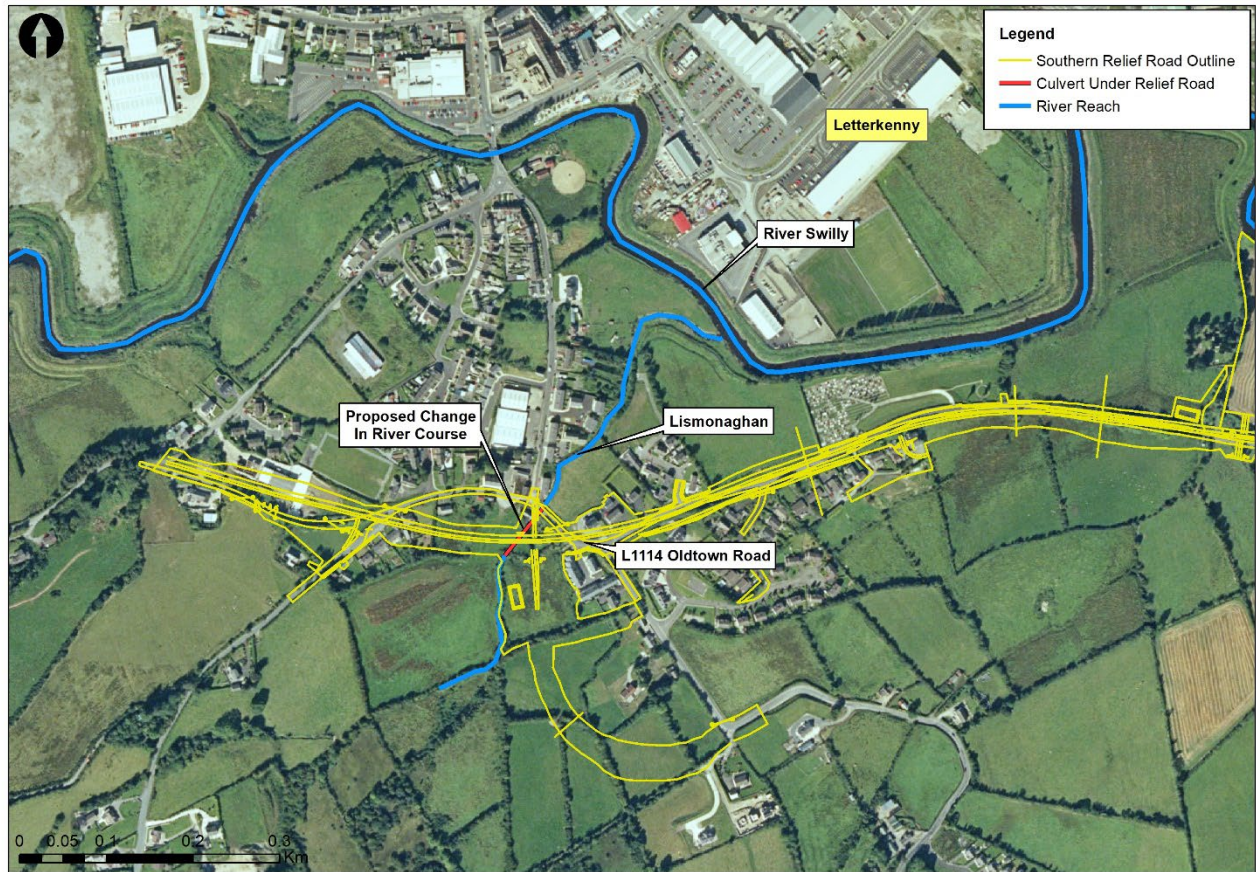 Legend
Southern Relief Road Outline
Culvert Under Relief Road
River Reach
Letterkenny
River Swilly
Proposed Change
In River Course
Lismonaghan
L1114 Oldtown Road
0 0.05 0.1 0.2 0.3
Km